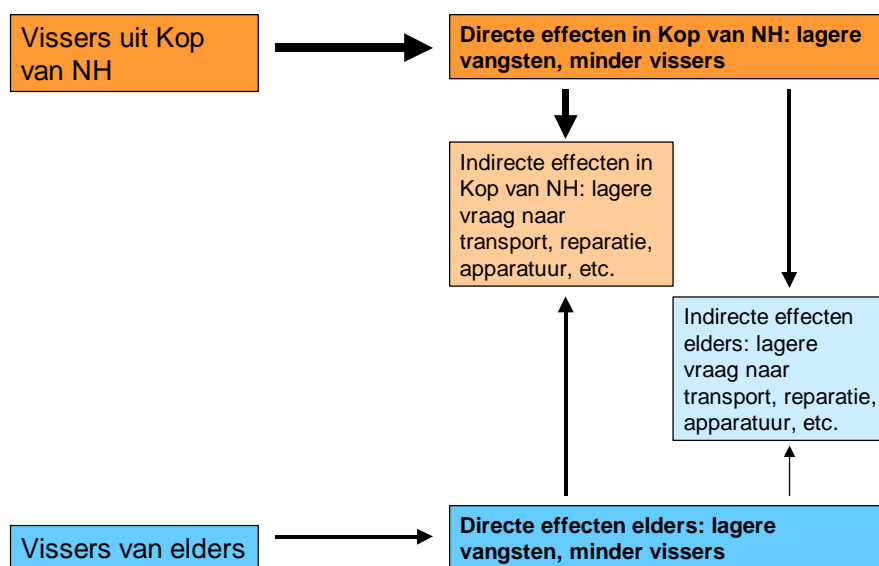 Vissers uit Kop
van NH
Directe effecten in Kop van NH: lagere
vangsten, minder vissers
Indirecte effecten in
Kop van NH: lagere
vraag naar
transport, reparatie,
apparatuur, etc.
Indirecte effecten
elders: lagere
vraag naar
transport, reparatie,
apparatuur, etc.
Vissers van elders
Directe effecten elders: lagere
vangsten, minder vissers